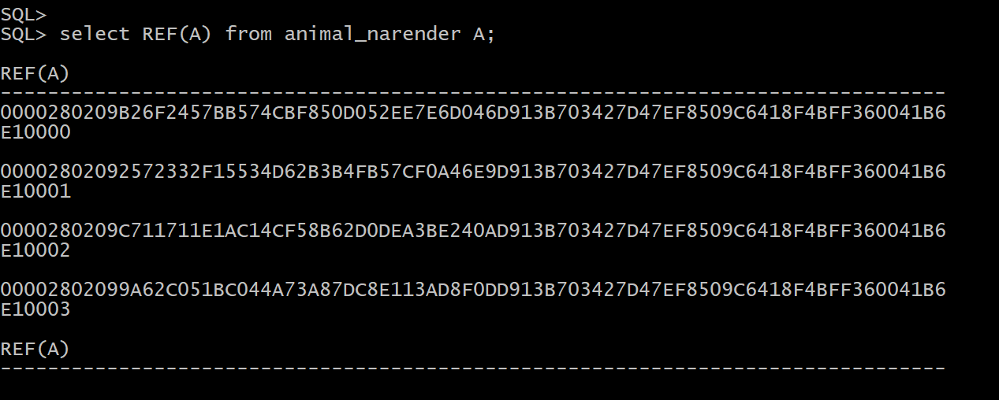 SQL>
SQL> select REF(A) from animal_narender A;
REF(A)
--------------------------------------------------------------------------------
0000280209B26F2457BB574CBF850D052EE7E6D046D913B703427D47EF8509C6418F4BFF360041B6
E10000
00002802092572332F15534D62B3B4FB57CF0A46E9D913B703427D47EF8509C6418F4BFF360041B6
E10001
0000280209C711711E1AC14CF58B62D0DEA3BE240AD913B703427D47EF8509C6418F4BFF360041B6
E10002
00002802099A62C051BC044A73A87DC8E113AD8F0DD913B703427D47EF8509C6418F4BFF360041B6
E10003
REF(A)
--------------------------------------------------------------------------------